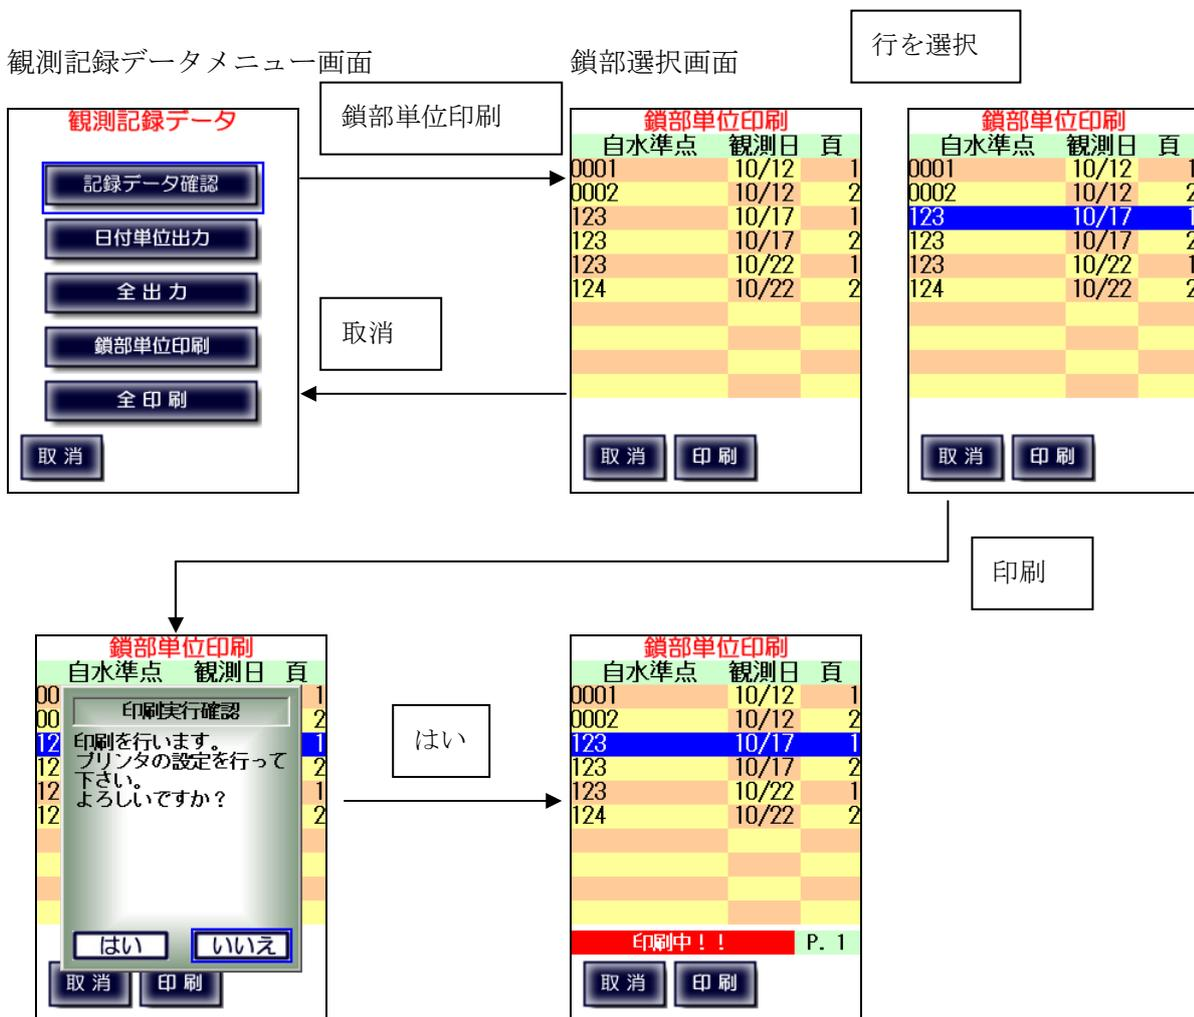 行を選択
観測記録データメニュー画面
鎖部選択画面
鎖部単位印刷
観測記録データ
記録データ確認
日付単位出力
全 出 力
鎖部単位印刷
全 印 刷
取 消
取消
鎖部単位印刷
自水準点 観測日 頁
0001 10/12 1
0002 10/12 2
123 10/17 1
123 10/17 2
123 10/22 1
124 10/22 2
取 消 印 刷
鎖部単位印刷
自水準点 観測日 頁
0001 10/12 1
0002 10/12 2
123 10/17 1
123 10/17 2
123 10/22 1
124 10/22 2
取 消 印 刷
印刷
鎖部単位印刷
自水準点 観測日 頁
00 1
00 2
12 1
12 2
12 1
12 2
印刷実行確認
印刷を行います。
プリンタの設定を行って
下さい。
よろしいですか？
はい いいえ
取 消 印 刷
はい
鎖部単位印刷
自水準点 観測日 頁
0001 10/12 1
0002 10/12 2
123 10/17 1
123 10/17 2
123 10/22 1
124 10/22 2
印刷中！！ P. 1
取 消 印 刷